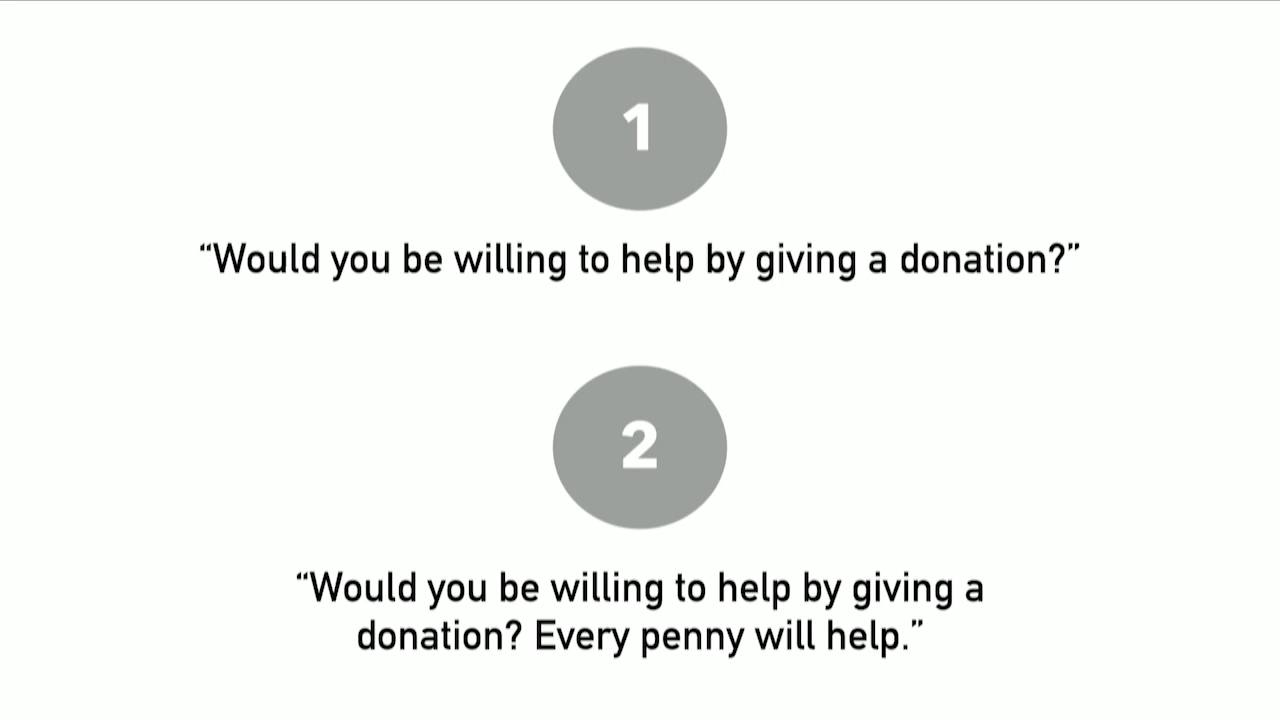 1
“Would you be willing to help by giving a donation?”
2
“Would you be willing to help by giving a
donation? Every penny will help.”